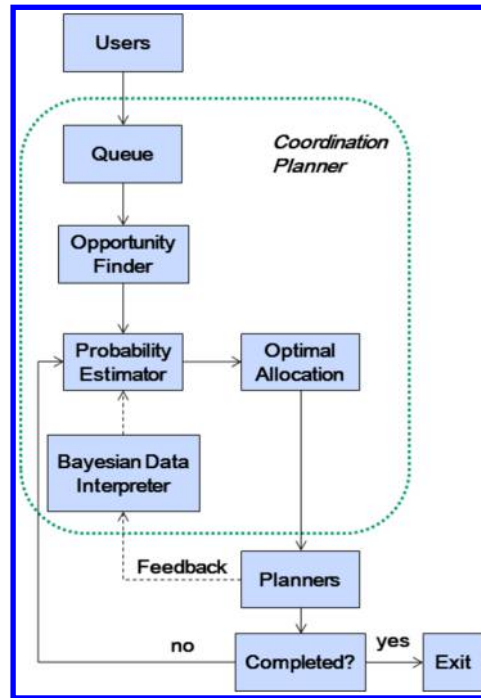 Users
Queue
Coordination
Planner
Opportunity
Finder
Probability
Estimator
Optimal
Allocation
Bayesian Data
Interpreter
Feedback
Planners
no
Completed?
yes
Exit